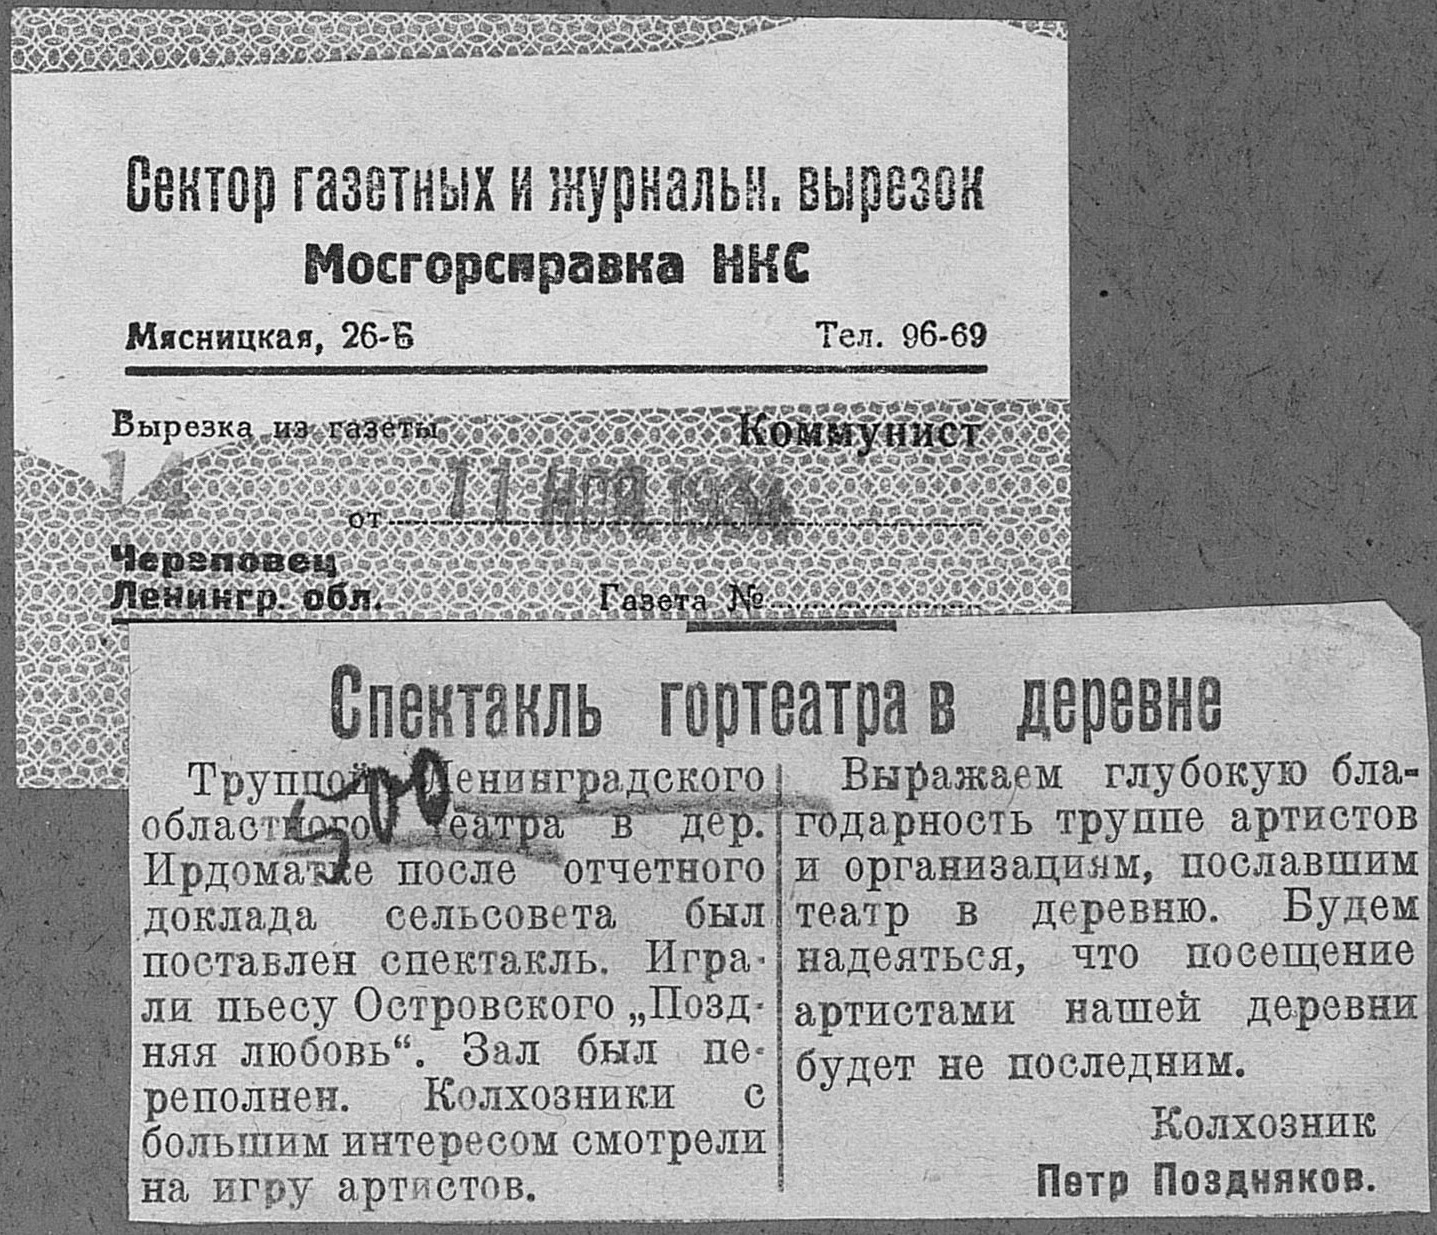 Сектор газетных и журнальн. вырезок
Мосгорсправка НКС
Мясницкая, 26-Б Тел. 96-69
Вырезка из газеты Коммунист
14
от 11 НОЯ 1934
Череповец
Ленингр. обл. Газета №
Спектакль гортеатра в деревне
Труппой Ленинградского
областного театра в дер.
Ирдоматке после отчетного
доклада сельсовета был
поставлен спектакль. Игра-
ли пьесу Островского „Позд-
няя любовь“. Зал был пе-
реполнен. Колхозники с
большим интересом смотрели
на игру артистов.
Выражаем глубокую бла-
годарность труппе артистов
и организациям, пославшим
театр в деревню. Будем
надеяться, что посещение
артистами нашей деревни
будет не последним.
Колхозник
Петр Поздняков.